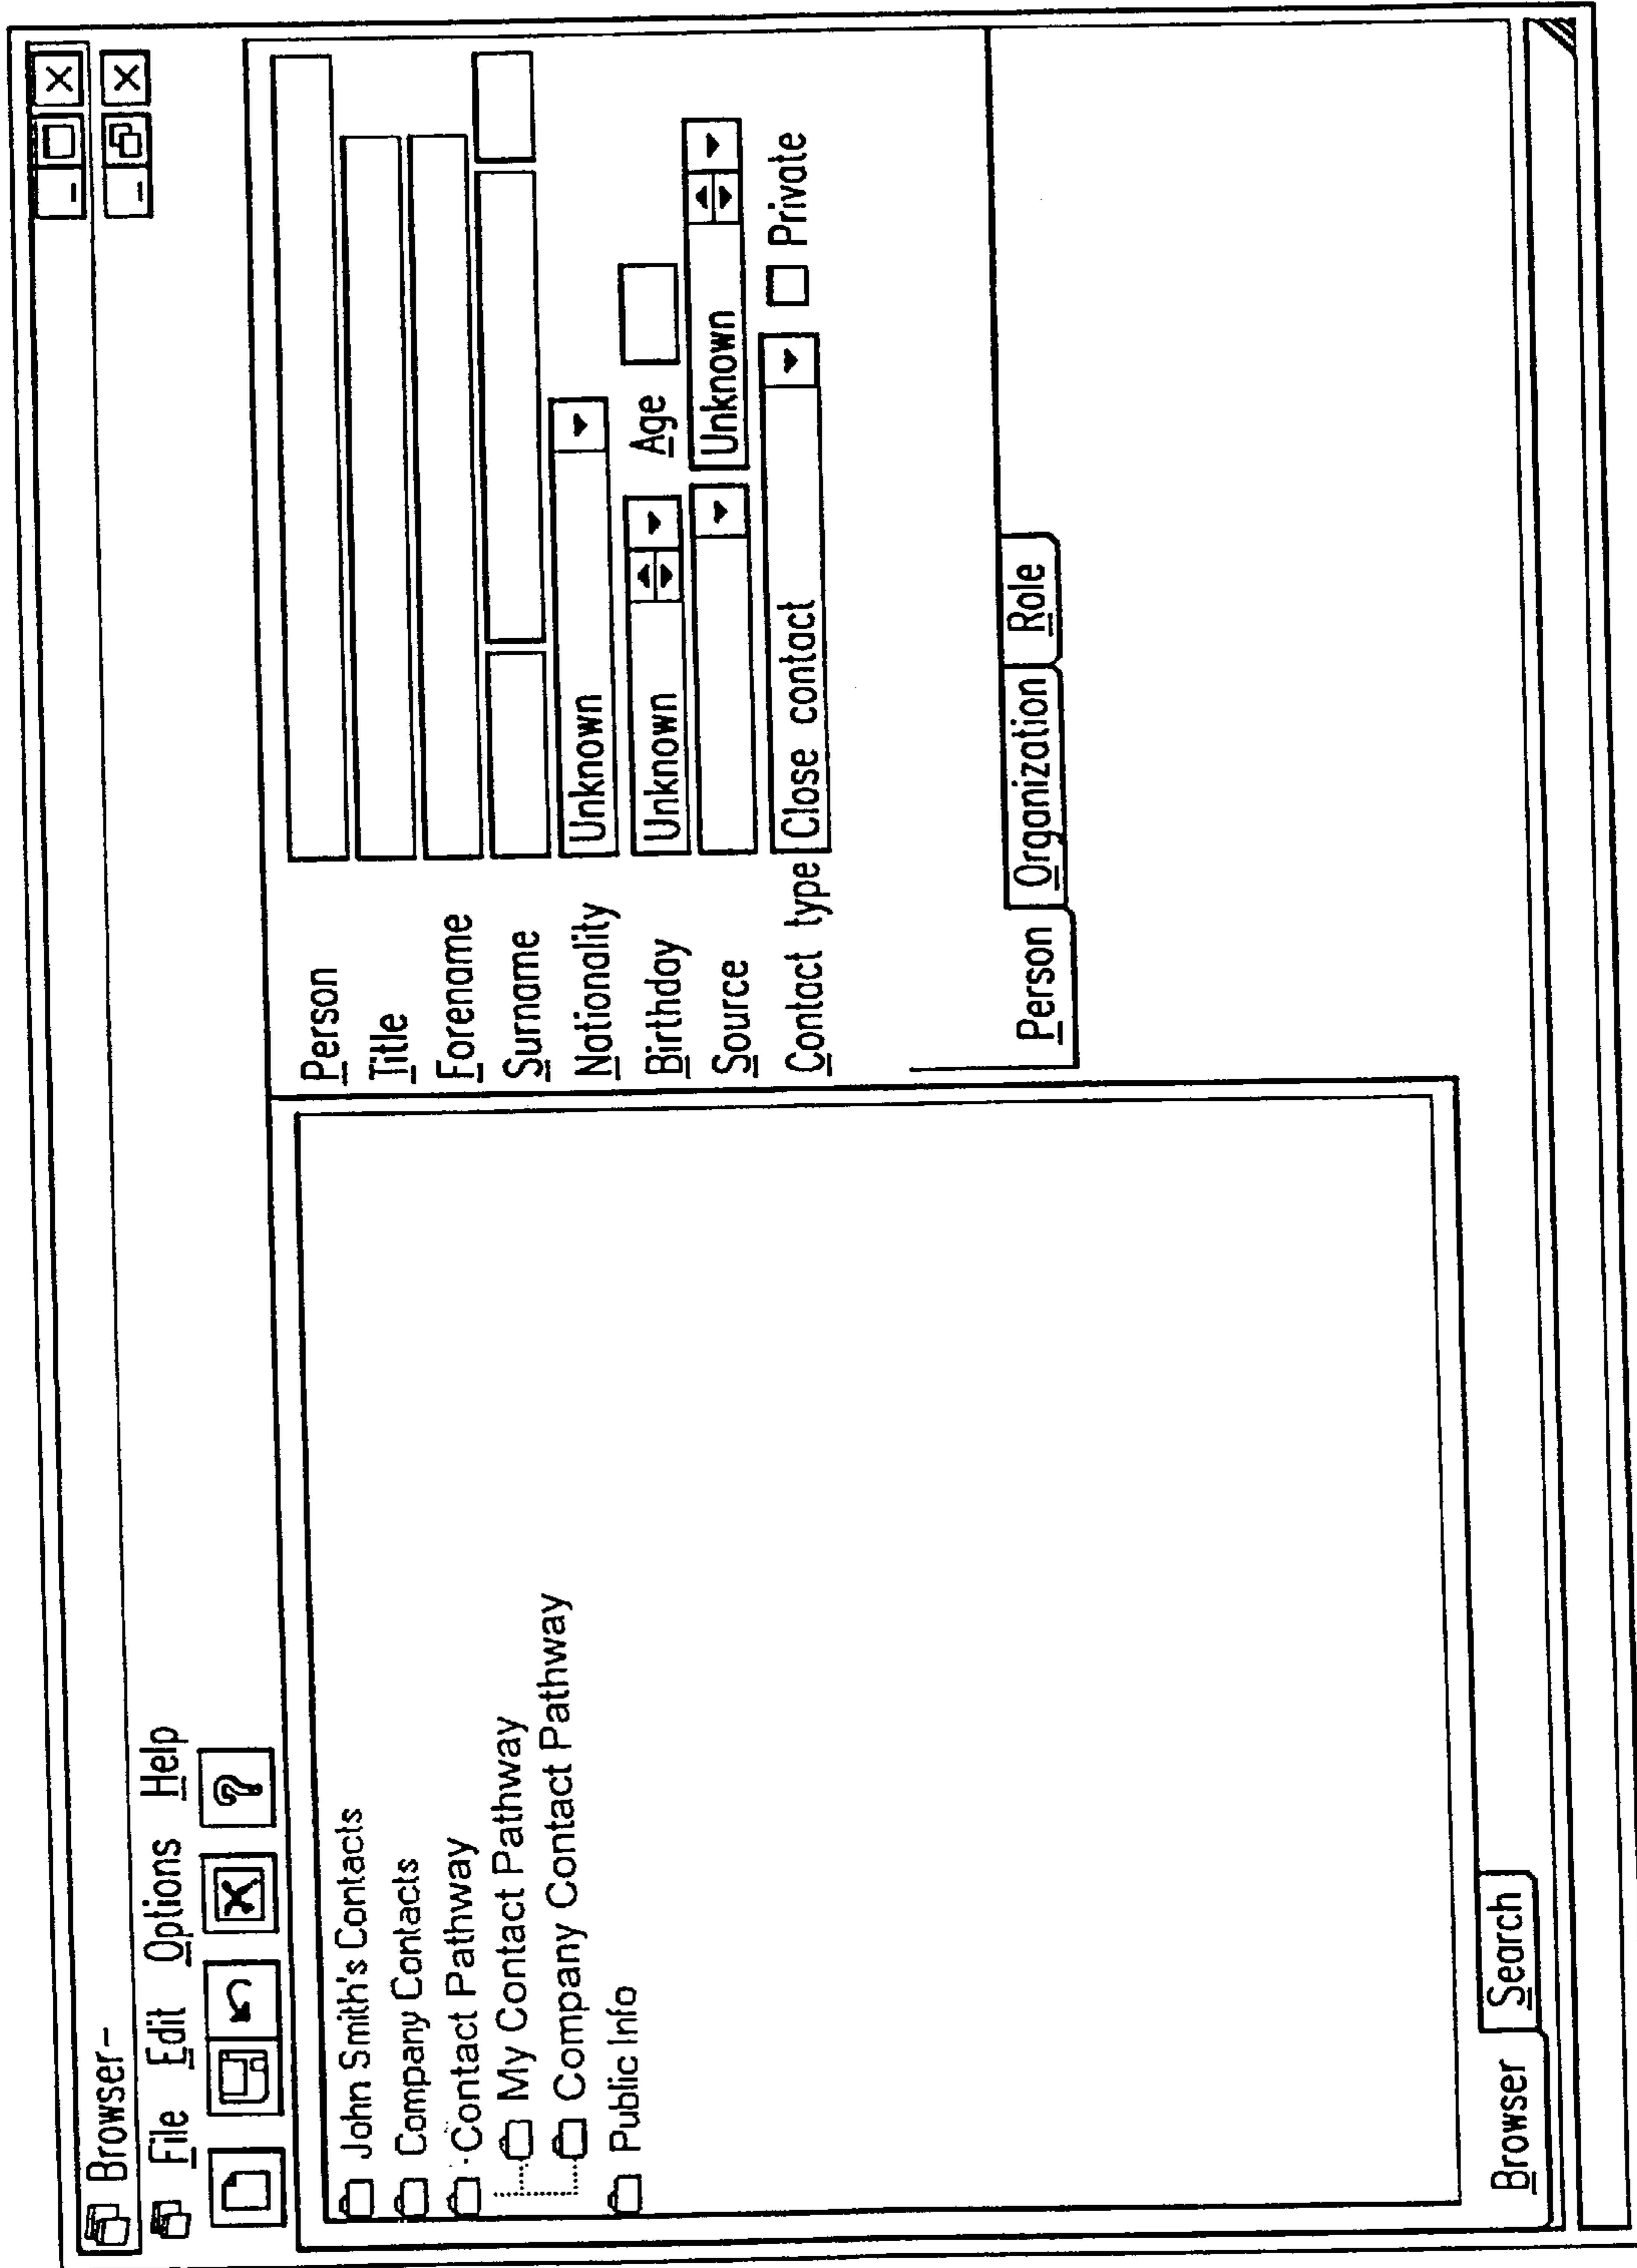 Browser-
File Edit Options Help
John Smith's Contacts
Company Contacts
Contact Pathway
My Contact Pathway
Company Contact Pathway
Public Info
Browser Search
Person
Title
Forename
Surname
Nationality Unknown
Birthday Unknown Age
Source Unknown
Contact type Close contact Private
Person Organization Role